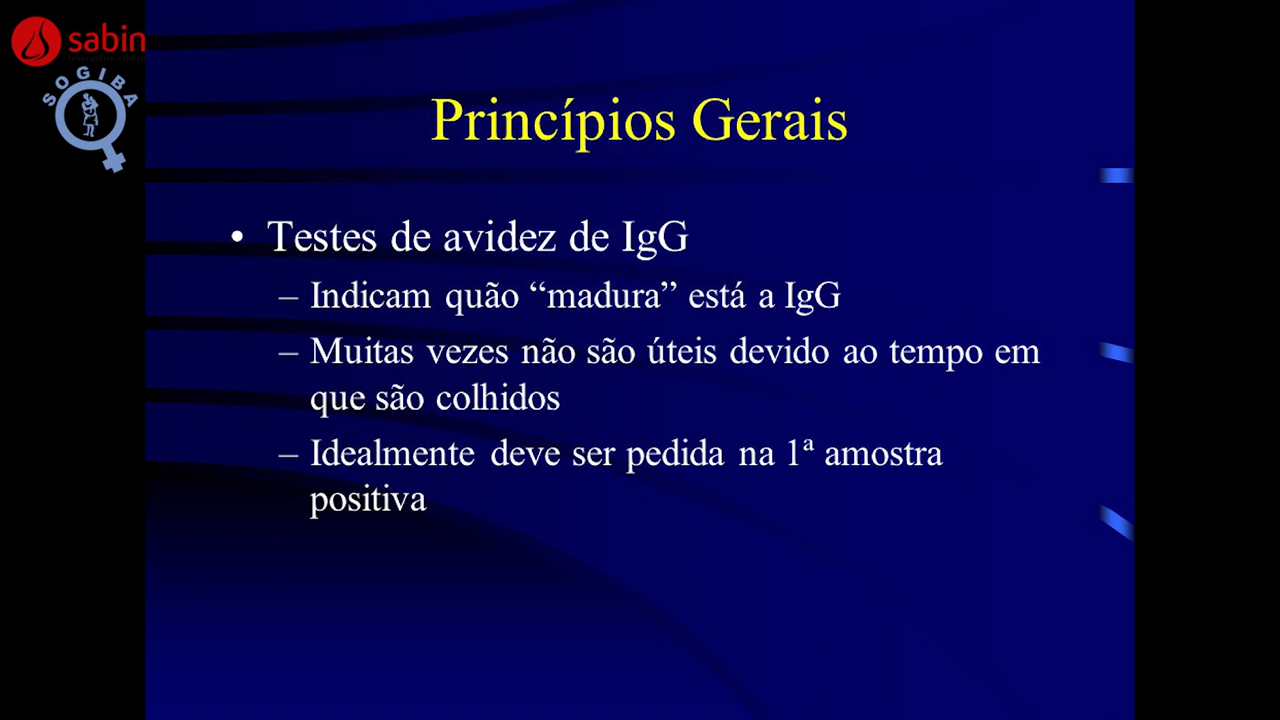 sabin
SOGIBA
Princípios Gerais
• Testes de avidez de IgG
– Indicam quão “madura” está a IgG
– Muitas vezes não são úteis devido ao tempo em
que são colhidos
– Idealmente deve ser pedida na 1ª amostra
positiva